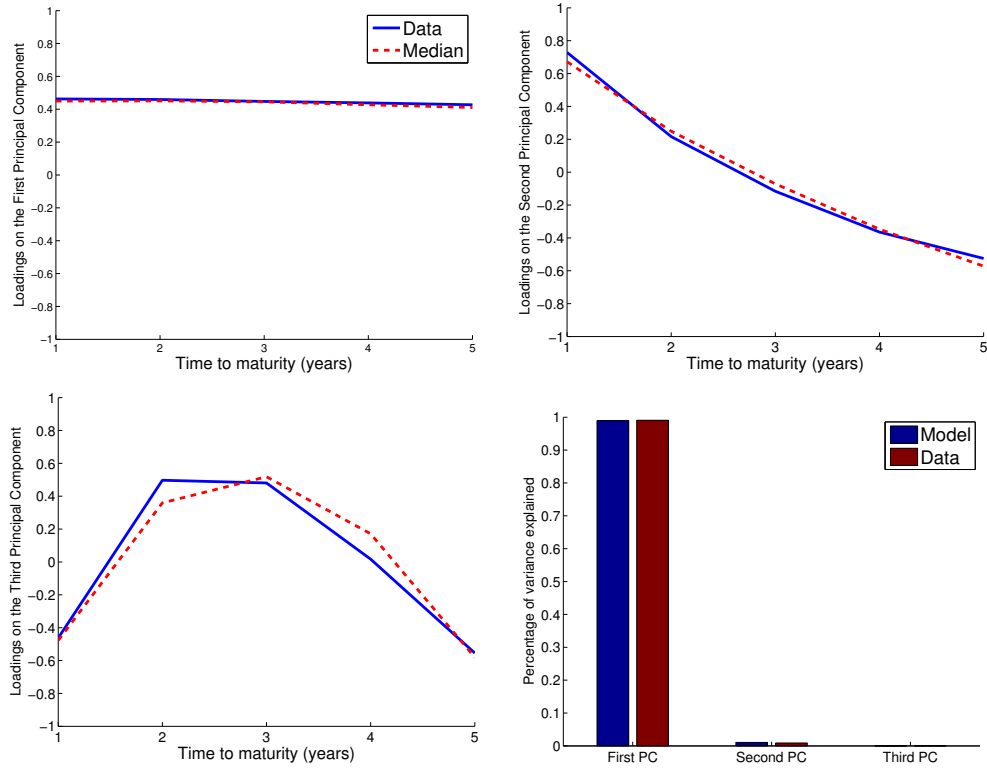 Loadings on the First Principal Component
1
0.8
0.6
0.4
0.2
0
−0.2
−0.4
−0.6
−0.8
−1
1 2 3 4 5
Time to maturity (years)
Data
Median
Loadings on the Second Principal Component
1
0.8
0.6
0.4
0.2
0
−0.2
−0.4
−0.6
−0.8
−1
1 2 3 4 5
Time to maturity (years)
Loadings on the Third Principal Component
1
0.8
0.6
0.4
0.2
0
−0.2
−0.4
−0.6
−0.8
−1
1 2 3 4 5
Time to maturity (years)
Percentage of variance explained
1
0.9
0.8
0.7
0.6
0.5
0.4
0.3
0.2
0.1
0
First PC Second PC Third PC
Model
Data